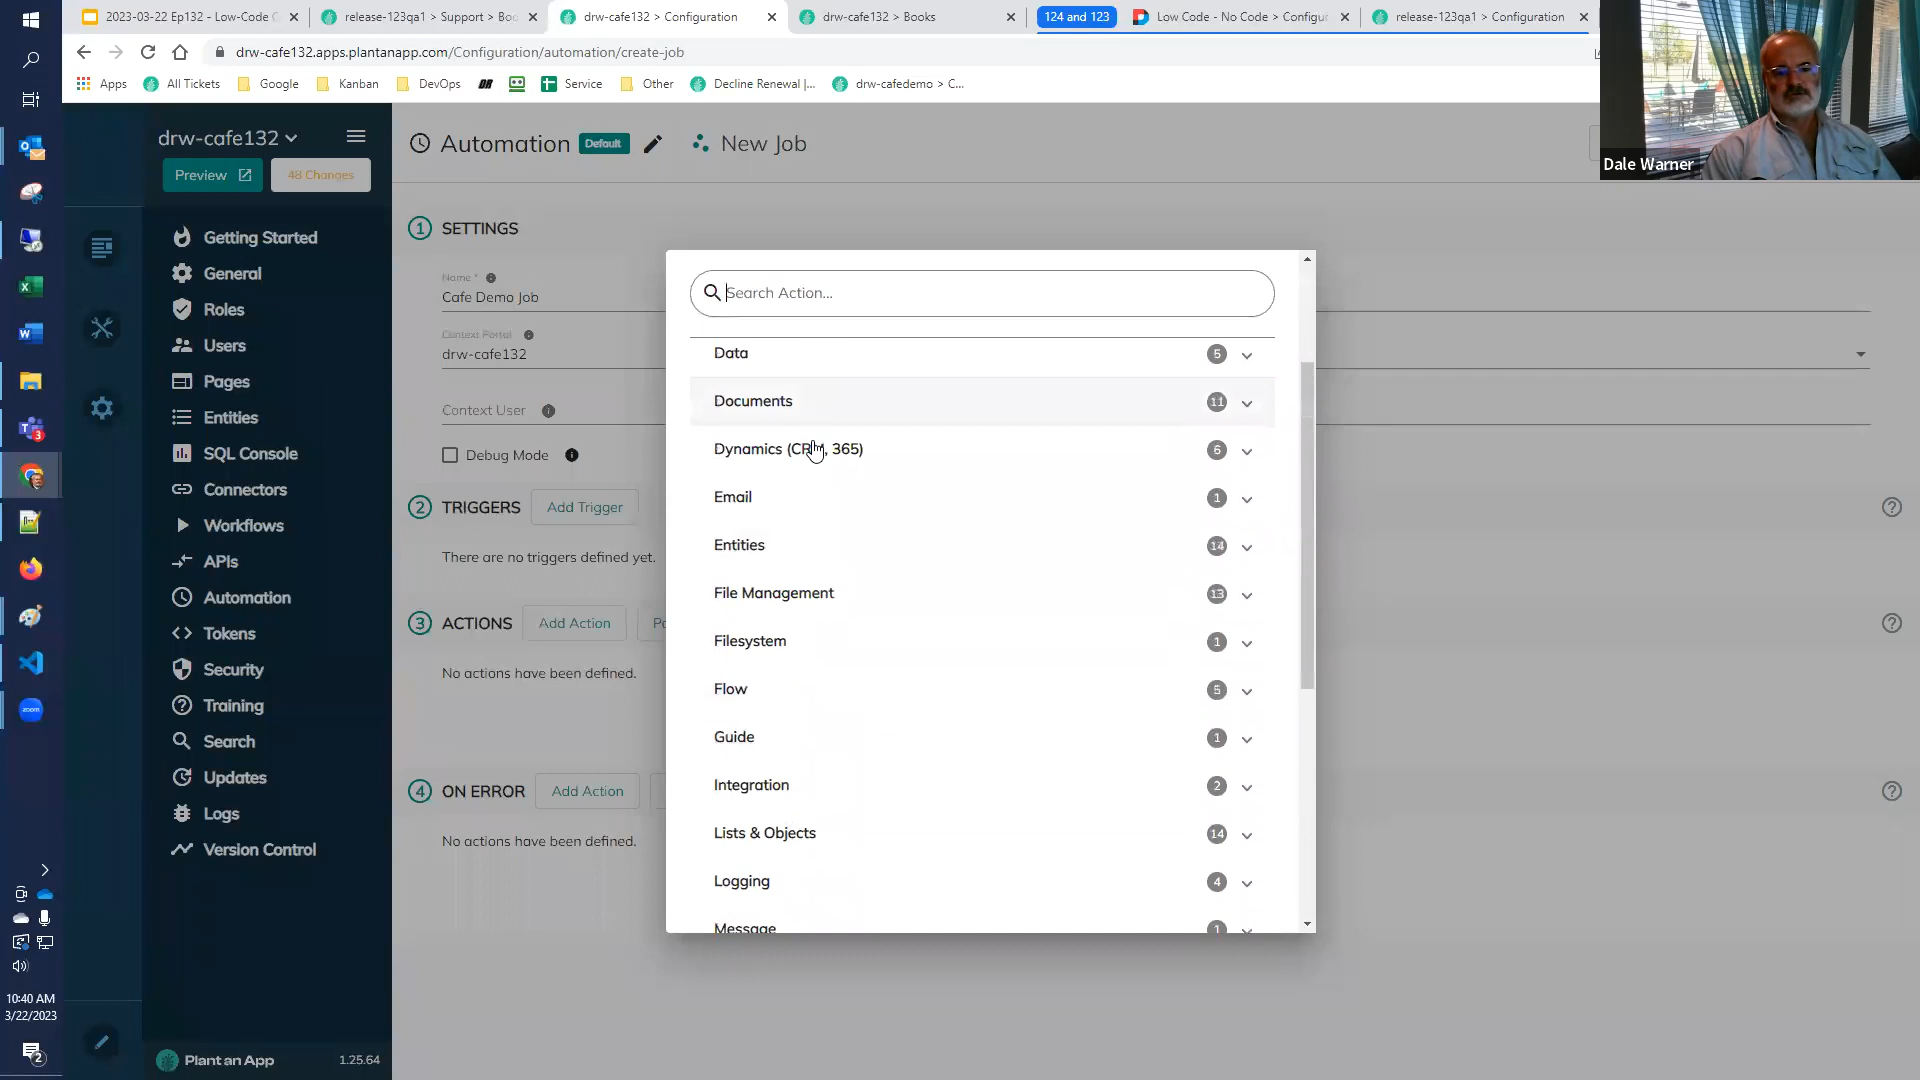 2023-03-22 Ep132 - Low-Code C
release-123qa1 > Support > Boo
drw-cafe132 > Configuration
drw-cafe132 > Books
124 and 123
Low Code - No Code > Configu
release-123qa1 > Configuration
drw-cafe132.apps.plantanapp.com/Configuration/automation/create-job
Apps
All Tickets
Google
Kanban
DevOps
Service
Other
Decline Renewal |...
drw-cafedemo > C...
Dale Warner
drw-cafe132
Preview
48 Changes
Getting Started
General
Roles
Users
Pages
Entities
SQL Console
Connectors
Workflows
APIs
Automation
Tokens
Security
Training
Search
Updates
Logs
Version Control
Plant an App
1.25.64
Automation
Default
New Job
1 SETTINGS
Name *
Cafe Demo Job
Context Portal
drw-cafe132
Context User
Debug Mode
2 TRIGGERS
Add Trigger
There are no triggers defined yet.
3 ACTIONS
Add Action
No actions have been defined.
4 ON ERROR
Add Action
No actions have been defined.
Search Action...
Data 5
Documents 11
Dynamics (CRM, 365) 6
Email 1
Entities 14
File Management 13
Filesystem 1
Flow 5
Guide 1
Integration 2
Lists & Objects 14
Logging 4
Message 1
10:40 AM
3/22/2023
2
3
zoom